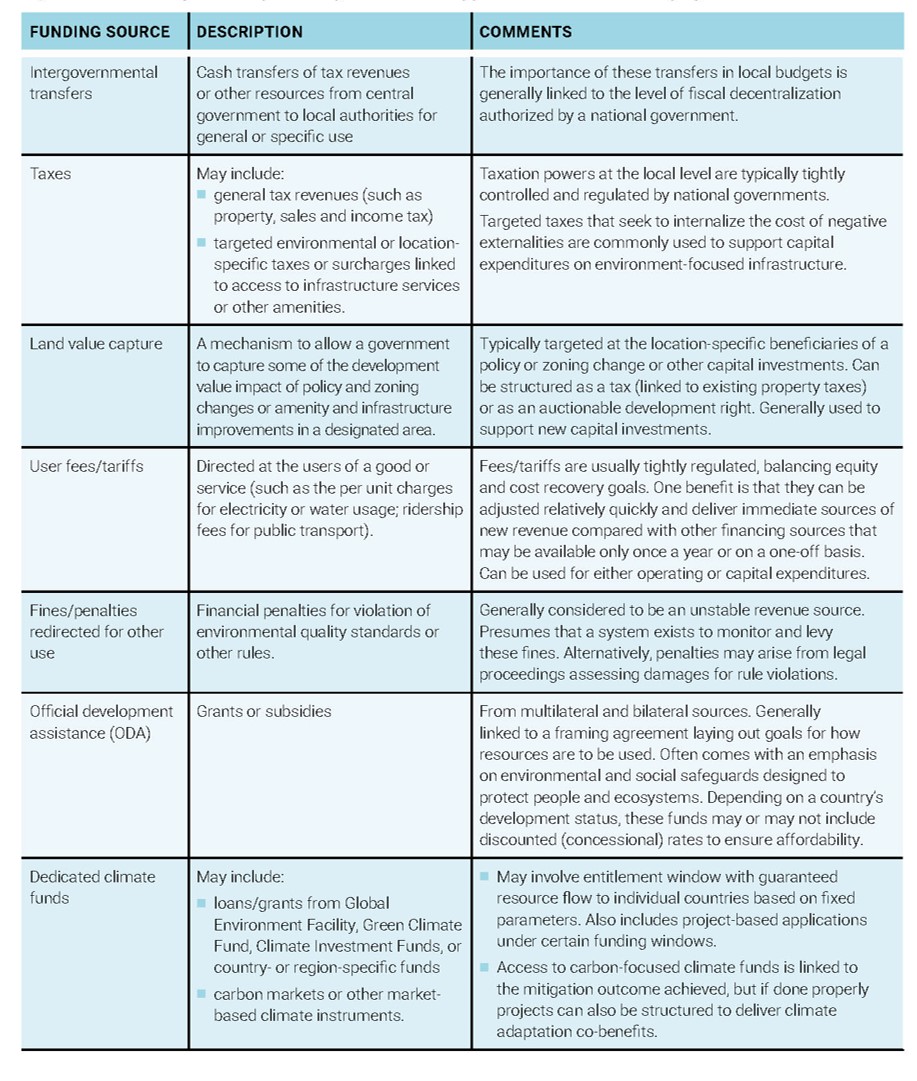 FUNDING SOURCE
DESCRIPTION
COMMENTS
Intergovernmental
transfers
Cash transfers of tax revenues
or other resources from central
government to local authorities for
general or specific use
The importance of these transfers in local budgets is
generally linked to the level of fiscal decentralization
authorized by a national government.
Taxes
May include:
general tax revenues (such as
property, sales and income tax)
targeted environmental or location-
specific taxes or surcharges linked
to access to infrastructure services
or other amenities.
Taxation powers at the local level are typically tightly
controlled and regulated by national governments.
Targeted taxes that seek to internalize the cost of negative
externalities are commonly used to support capital
expenditures on environment-focused infrastructure.
Land value capture
A mechanism to allow a government
to capture some of the development
value impact of policy and zoning
changes or amenity and infrastructure
improvements in a designated area.
Typically targeted at the location-specific beneficiaries of a
policy or zoning change or other capital investments. Can
be structured as a tax (linked to existing property taxes)
or as an auctionable development right. Generally used to
support new capital investments.
User fees/tariffs
Directed at the users of a good or
service (such as the per unit charges
for electricity or water usage; ridership
fees for public transport).
Fees/tariffs are usually tightly regulated, balancing equity
and cost recovery goals. One benefit is that they can be
adjusted relatively quickly and deliver immediate sources of
new revenue compared with other financing sources that
may be available only once a year or on a one-off basis.
Can be used for either operating or capital expenditures.
Fines/penalties
redirected for other
use
Financial penalties for violation of
environmental quality standards or
other rules.
Generally considered to be an unstable revenue source.
Presumes that a system exists to monitor and levy
these fines. Alternatively, penalties may arise from legal
proceedings assessing damages for rule violations.
Official development
assistance (ODA)
Grants or subsidies
From multilateral and bilateral sources. Generally
linked to a framing agreement laying out goals for how
resources are to be used. Often comes with an emphasis
on environmental and social safeguards designed to
protect people and ecosystems. Depending on a country's
development status, these funds may or may not include
discounted (concessional) rates to ensure affordability.
Dedicated climate
funds
May include:
loans/grants from Global
Environment Facility, Green Climate
Fund, Climate Investment Funds, or
country- or region-specific funds
carbon markets or other market-
based climate instruments.
May involve entitlement window with guaranteed
resource flow to individual countries based on fixed
parameters. Also includes project-based applications
under certain funding windows.
Access to carbon-focused climate funds is linked to
the mitigation outcome achieved, but if done properly
projects can also be structured to deliver climate
adaptation co-benefits.